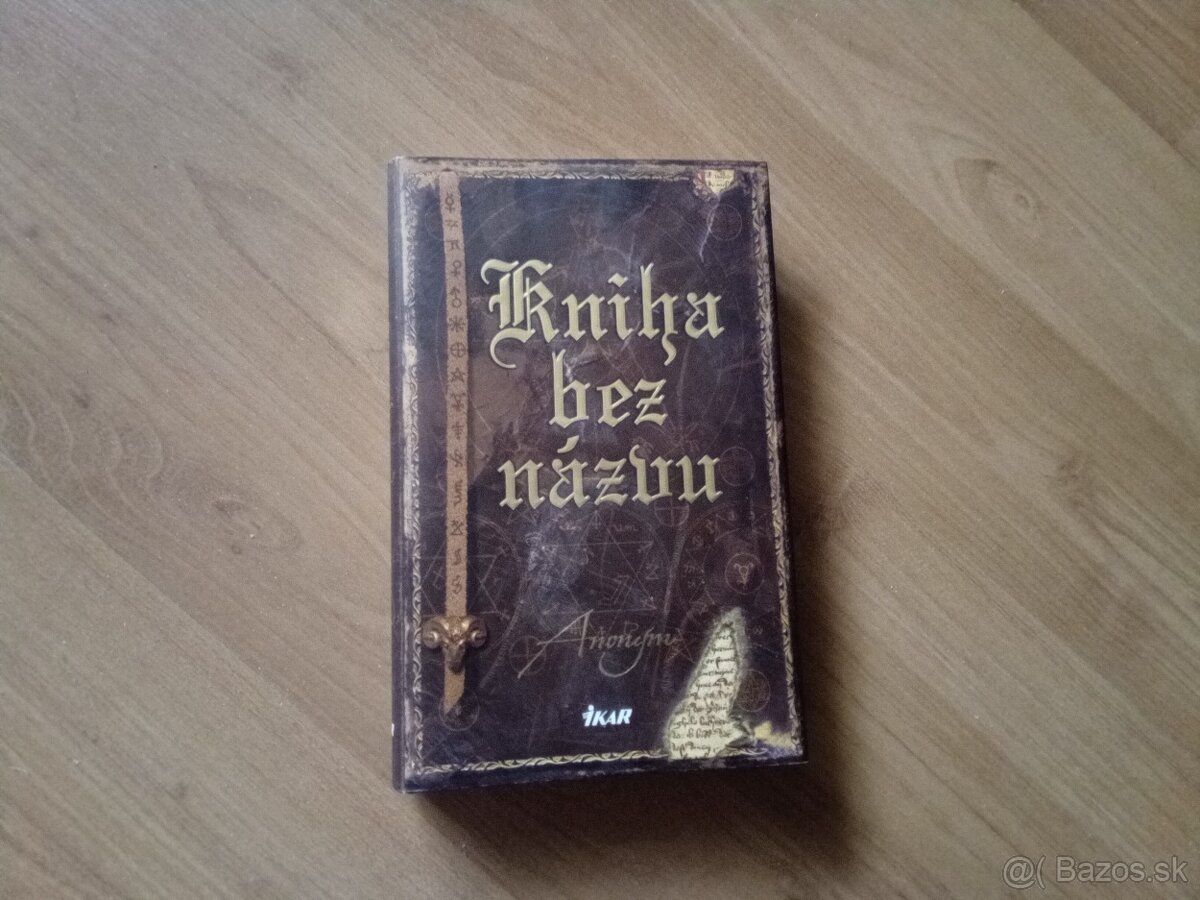 Kniha
bez
názvu
Anonym
iKAR
@( Bazos.sk